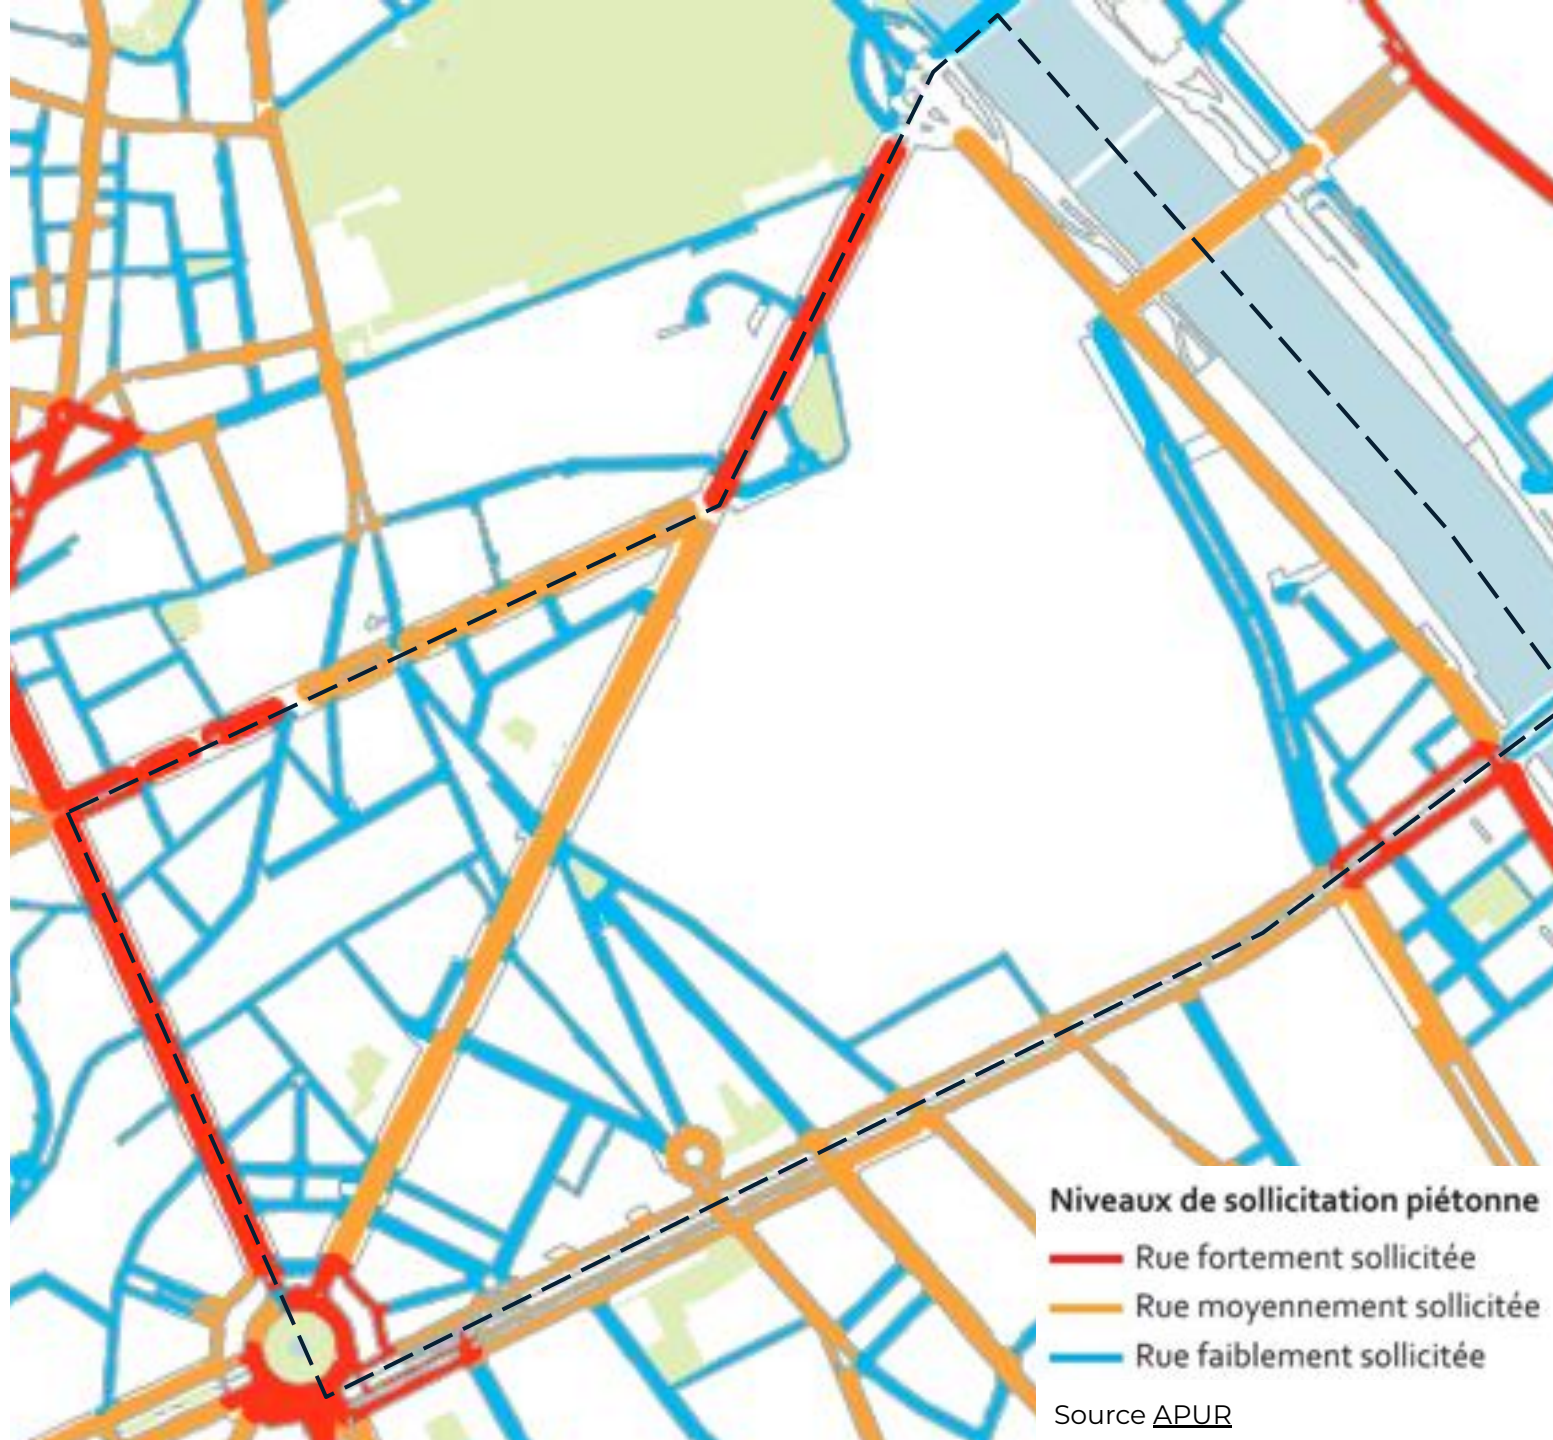 Niveaux de sollicitation piétonne
Rue fortement sollicitée
Rue moyennement sollicitée
Rue faiblement sollicitée
Source APUR